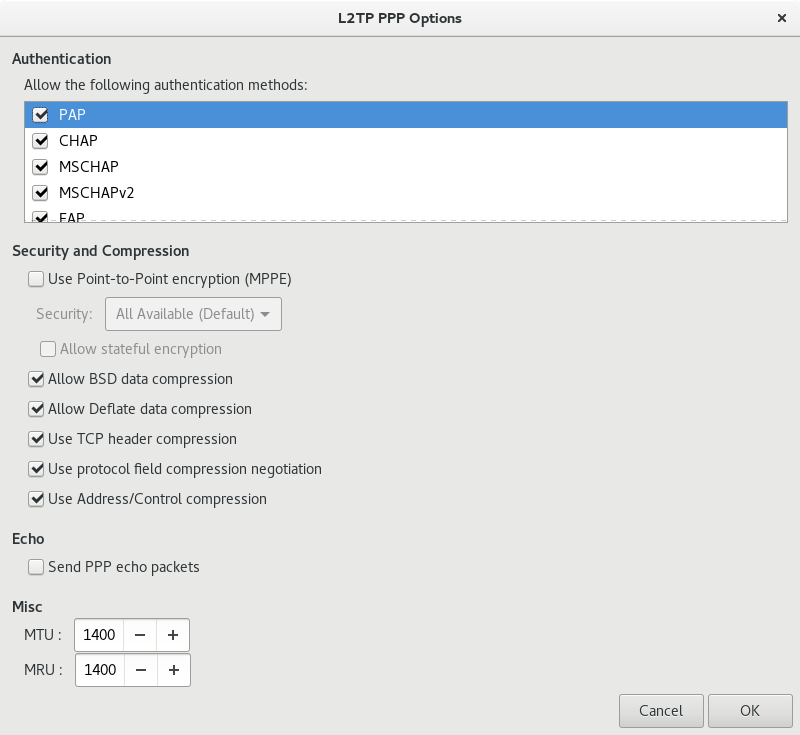 L2TP PPP Options
Authentication
Allow the following authentication methods:
PAP
CHAP
MSCHAP
MSCHAPv2
EAP
Security and Compression
Use Point-to-Point encryption (MPPE)
Security: All Available (Default)
Allow stateful encryption
Allow BSD data compression
Allow Deflate data compression
Use TCP header compression
Use protocol field compression negotiation
Use Address/Control compression
Echo
Send PPP echo packets
Misc
MTU : 1400
MRU : 1400
Cancel OK